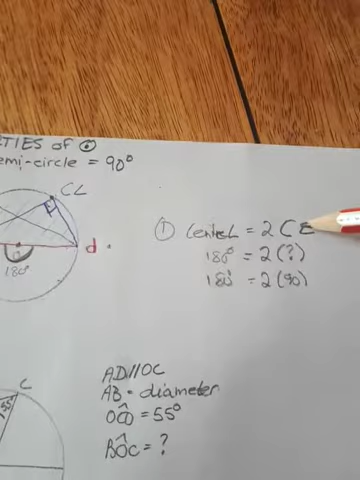 TIES of ⊙
emi-circle = 90°
CL
d.
180°
① Central = 2 C
180° = 2(?)
180° = 2(90)
AD//OC
AB = diameter
OĈD = 55°
BÔC = ?
C
55°